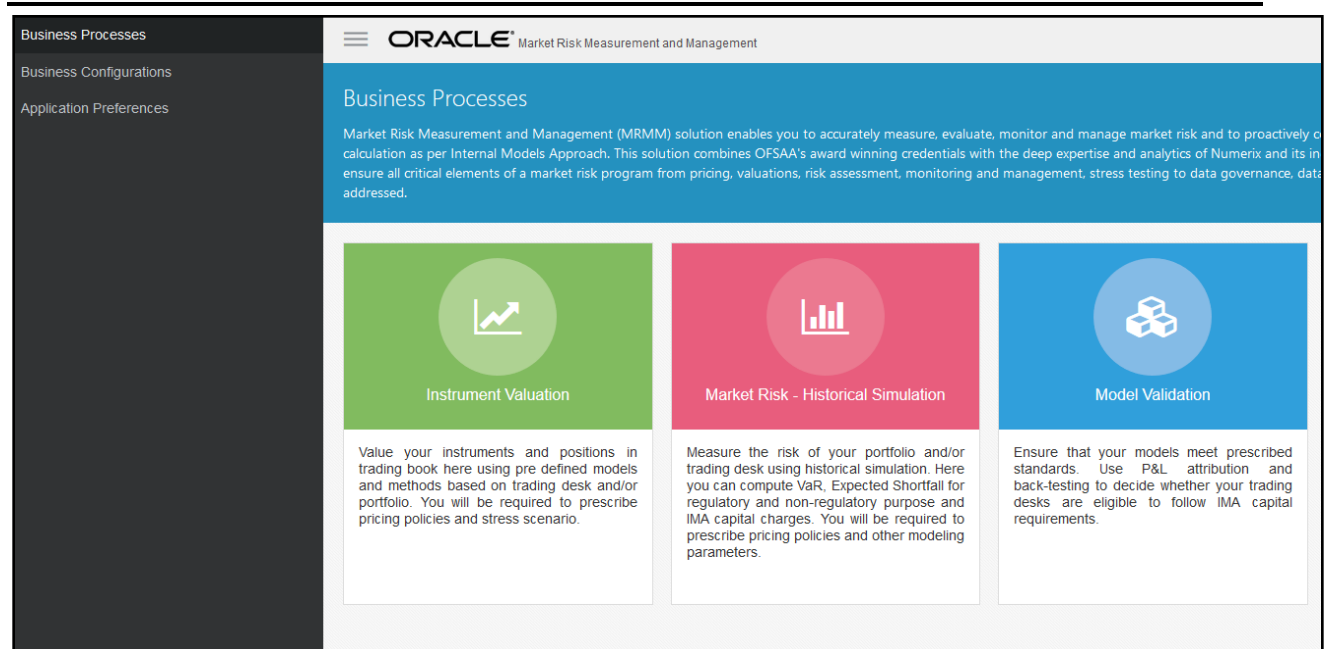 Business Processes
Business Configurations
Application Preferences
ORACLE® Market Risk Measurement and Management
Business Processes
Market Risk Measurement and Management (MRMM) solution enables you to accurately measure, evaluate, monitor and manage market risk and to proactively
calculation as per Internal Models Approach. This solution combines OFSAA's award winning credentials with the deep expertise and analytics of Numerix and its
ensure all critical elements of a market risk program from pricing, valuations, risk assessment, monitoring and management, stress testing to data governance,
addressed.
Instrument Valuation
Value your instruments and positions in
trading book here using pre defined models
and methods based on trading desk and/or
portfolio. You will be required to prescribe
pricing policies and stress scenario.
Market Risk - Historical Simulation
Measure the risk of your portfolio and/or
trading desk using historical simulation. Here
you can compute VaR, Expected Shortfall for
regulatory and non-regulatory purpose and
IMA capital charges. You will be required to
prescribe pricing policies and other modeling
parameters.
Model Validation
Ensure that your models meet prescribed
standards. Use P&L attribution and
back-testing to decide whether your trading
desks are eligible to follow IMA capital
requirements.